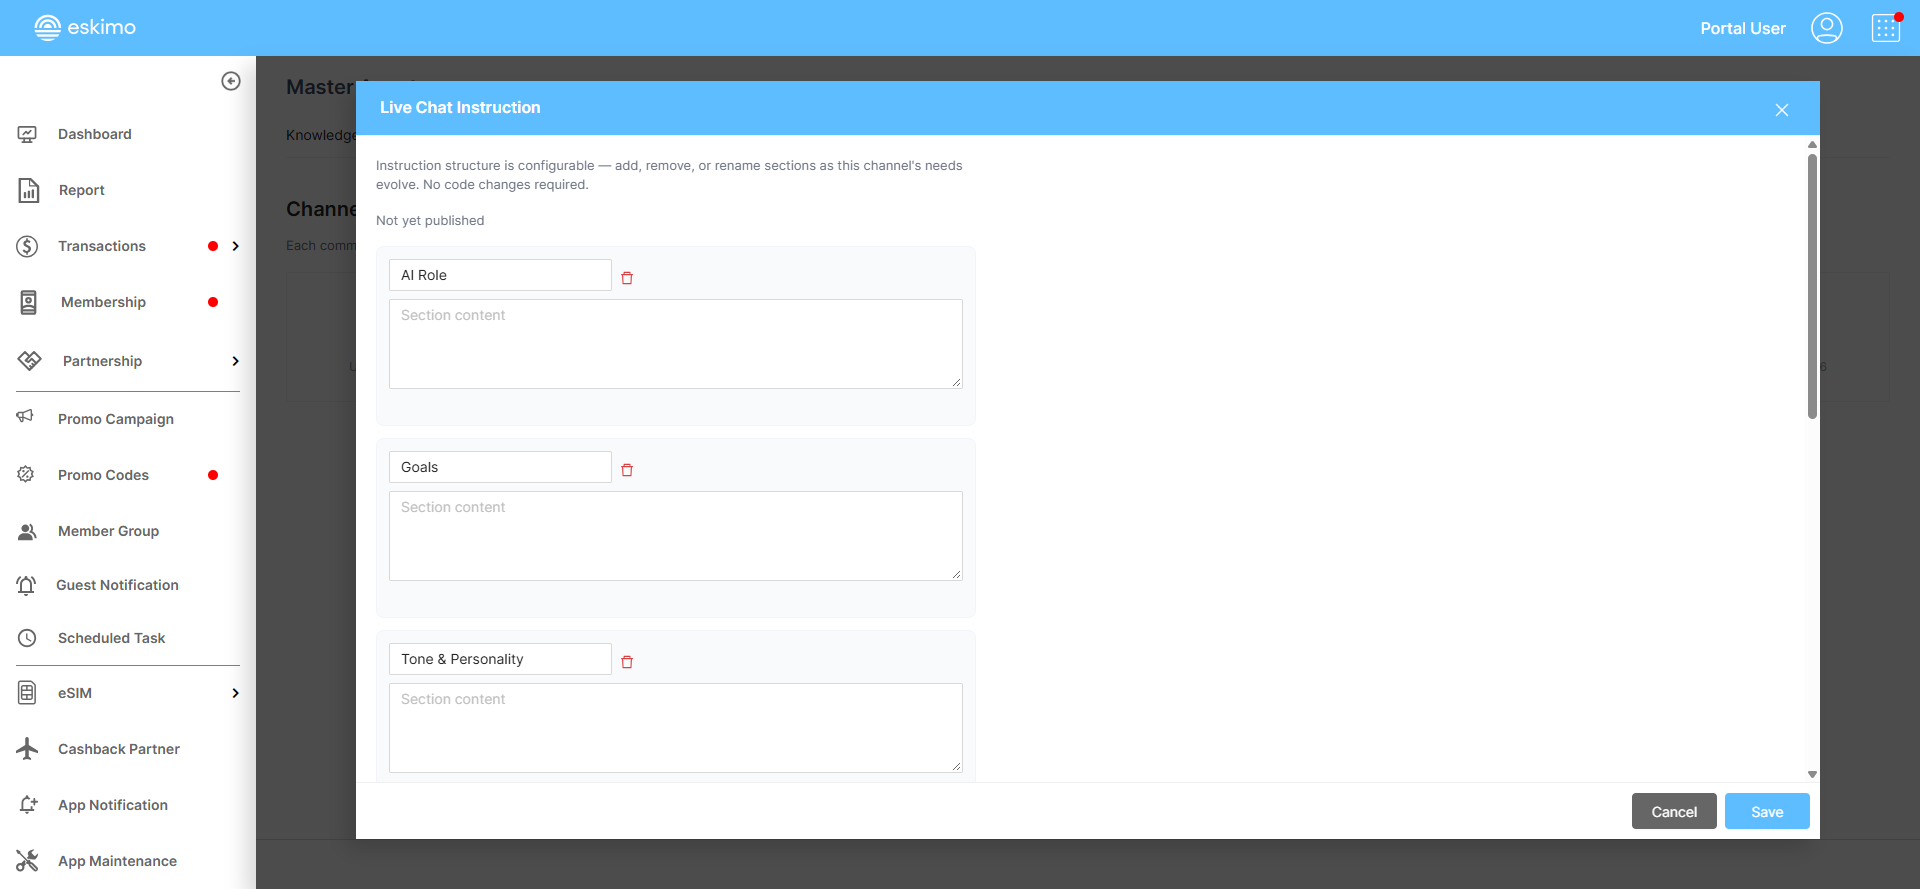 eskimo
Portal User
Dashboard
Report
Transactions
Membership
Partnership
Promo Campaign
Promo Codes
Member Group
Guest Notification
Scheduled Task
eSIM
Cashback Partner
App Notification
App Maintenance
Master
Knowledge
Channe
Each comm
Live Chat Instruction
Instruction structure is configurable — add, remove, or rename sections as this channel's needs
evolve. No code changes required.
Not yet published
AI Role
Section content
Goals
Section content
Tone & Personality
Section content
Cancel
Save